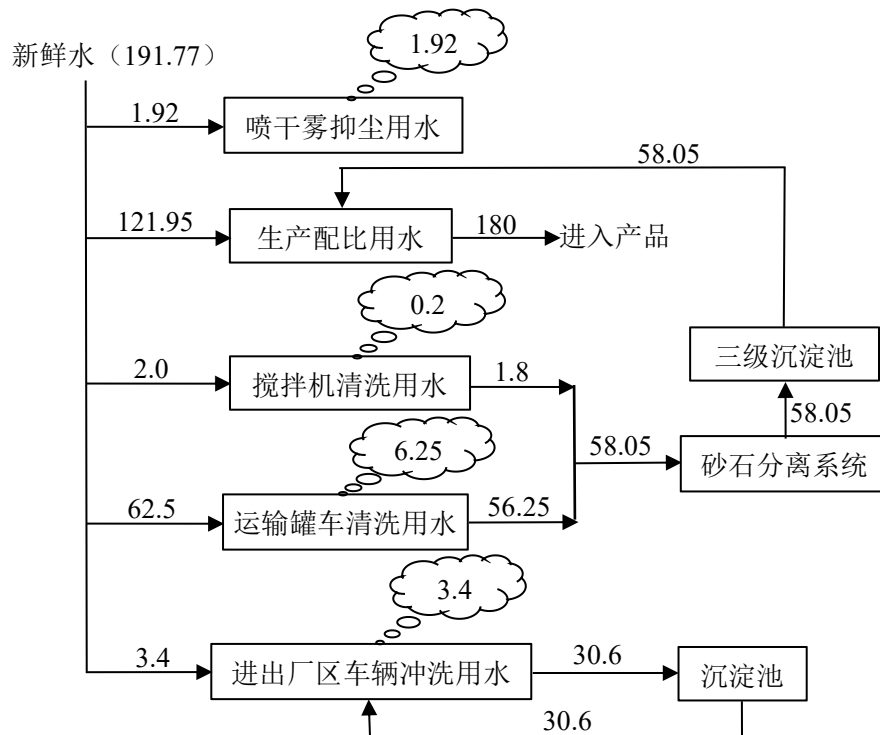 1.92
新鲜水（191.77）
1.92
喷干雾抑尘用水
58.05
121.95
生产配比用水
180
进入产品
0.2
三级沉淀池
2.0
搅拌机清洗用水
1.8
58.05
6.25
58.05
砂石分离系统
62.5
运输罐车清洗用水
56.25
3.4
3.4
进出厂区车辆冲洗用水
30.6
沉淀池
30.6